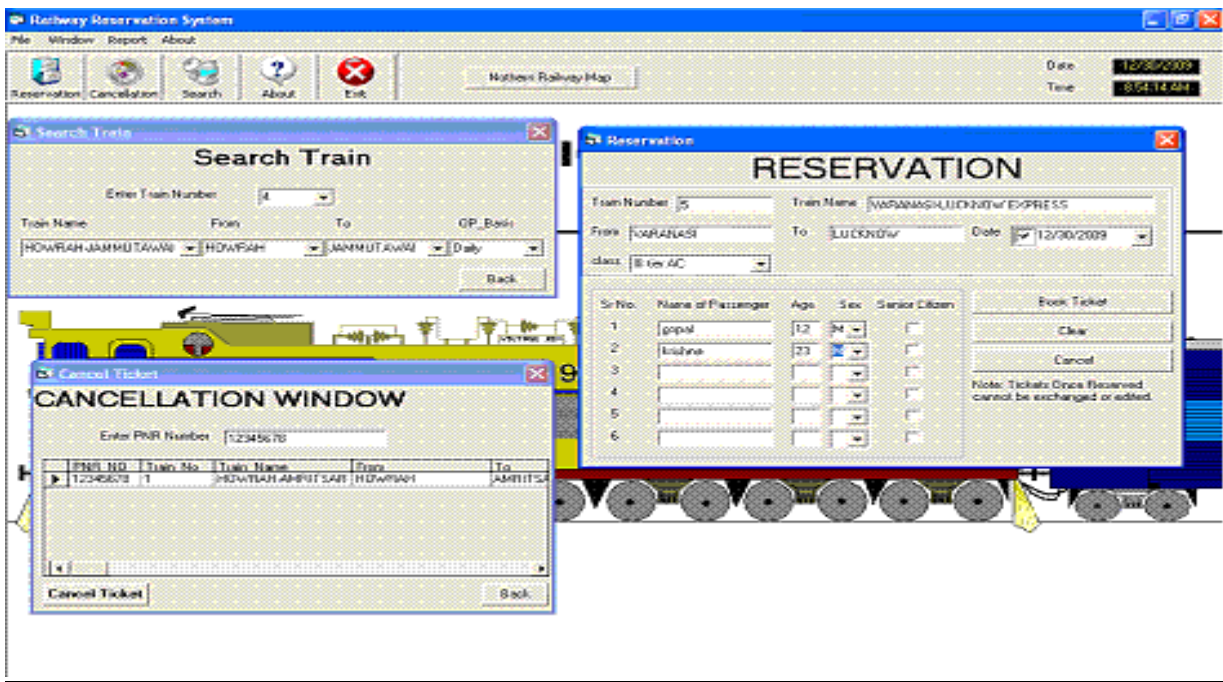 Railway Reservation System
File Window Report About
Reservation Cancellation Search About Exit
Nothern Railway Map
Date 12/30/2009
Time 8:54:14 AM
Search Train
Search Train
Enter Train Number 4
Train Name From To OP_Basis
HOWRAH-JAMMUTAWAI HOWRAH JAMMUTAWAI Daily
Back
Reservation
RESERVATION
Train Number 5 Train Name VARANASI-LUCKNOW EXPRESS
From VARANASI To LUCKNOW Date 12/30/2009
class III tier AC
Sr No. Name of Passenger Age Sex Senior Citizen
1 gopal 12 M
2 krishna 23 M
3
4
5
6
Book Ticket
Clear
Cancel
Note: Tickets Once Reserved
cannot be exchanged or edited.
9
Cancel Ticket
CANCELLATION WINDOW
Enter PNR Number 12345678
PNR_NO Train_No Train_Name From To
12345678 1 HOWRAH-AMRITSAR HOWRAH AMRITSA
Cancel Ticket
Back